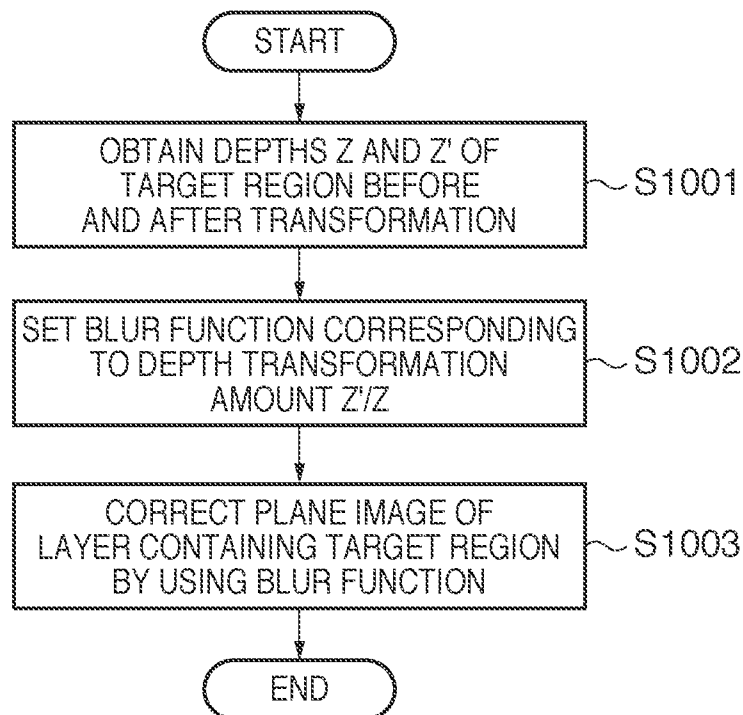 START
OBTAIN DEPTHS Z AND Z' OF
TARGET REGION BEFORE
AND AFTER TRANSFORMATION
S1001
SET BLUR FUNCTION CORRESPONDING
TO DEPTH TRANSFORMATION
AMOUNT Z'/Z
S1002
CORRECT PLANE IMAGE OF
LAYER CONTAINING TARGET REGION
BY USING BLUR FUNCTION
S1003
END